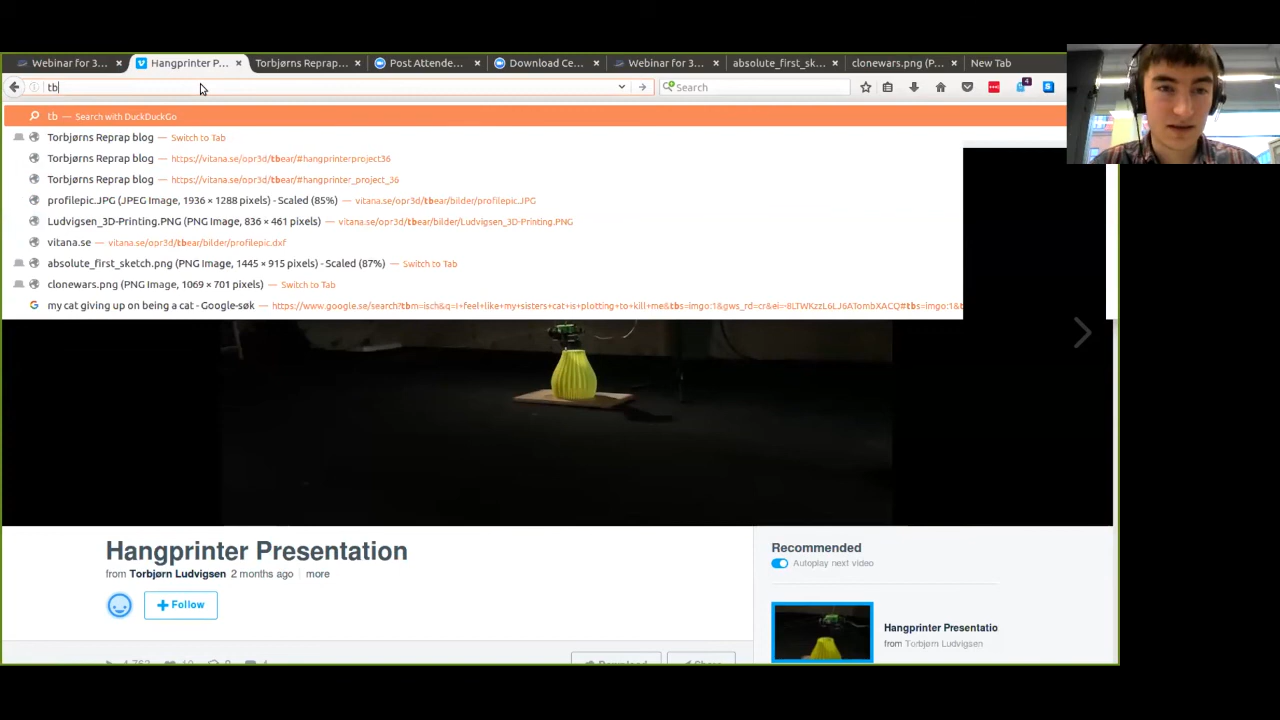 Webinar for 3... Hangprinter P... Torbjørns Reprap... Post Attende... Download Ce... Webinar for 3... absolute_first_sk... clonewars.png (P... New Tab
tb Search 4
tb — Search with DuckDuckGo
Torbjørns Reprap blog — Switch to Tab
Torbjørns Reprap blog — https://vitana.se/opr3d/tbear/#hangprinterproject36
Torbjørns Reprap blog — https://vitana.se/opr3d/tbear/#hangprinter_project_36
profilepic.JPG (JPEG Image, 1936 × 1288 pixels) - Scaled (85%) — vitana.se/opr3d/tbear/bilder/profilepic.JPG
Ludvigsen_3D-Printing.PNG (PNG Image, 836 × 461 pixels) — vitana.se/opr3d/tbear/bilder/Ludvigsen_3D-Printing.PNG
vitana.se — vitana.se/opr3d/tbear/bilder/profilepic.dxf
absolute_first_sketch.png (PNG Image, 1445 × 915 pixels) - Scaled (87%) — Switch to Tab
clonewars.png (PNG Image, 1069 × 701 pixels) — Switch to Tab
my cat giving up on being a cat - Google-søk —
Hangprinter Presentation
from Torbjørn Ludvigsen 2 months ago more
+ Follow
Recommended
Autoplay next video
Hangprinter Presentatio
from Torbjørn Ludvigsen